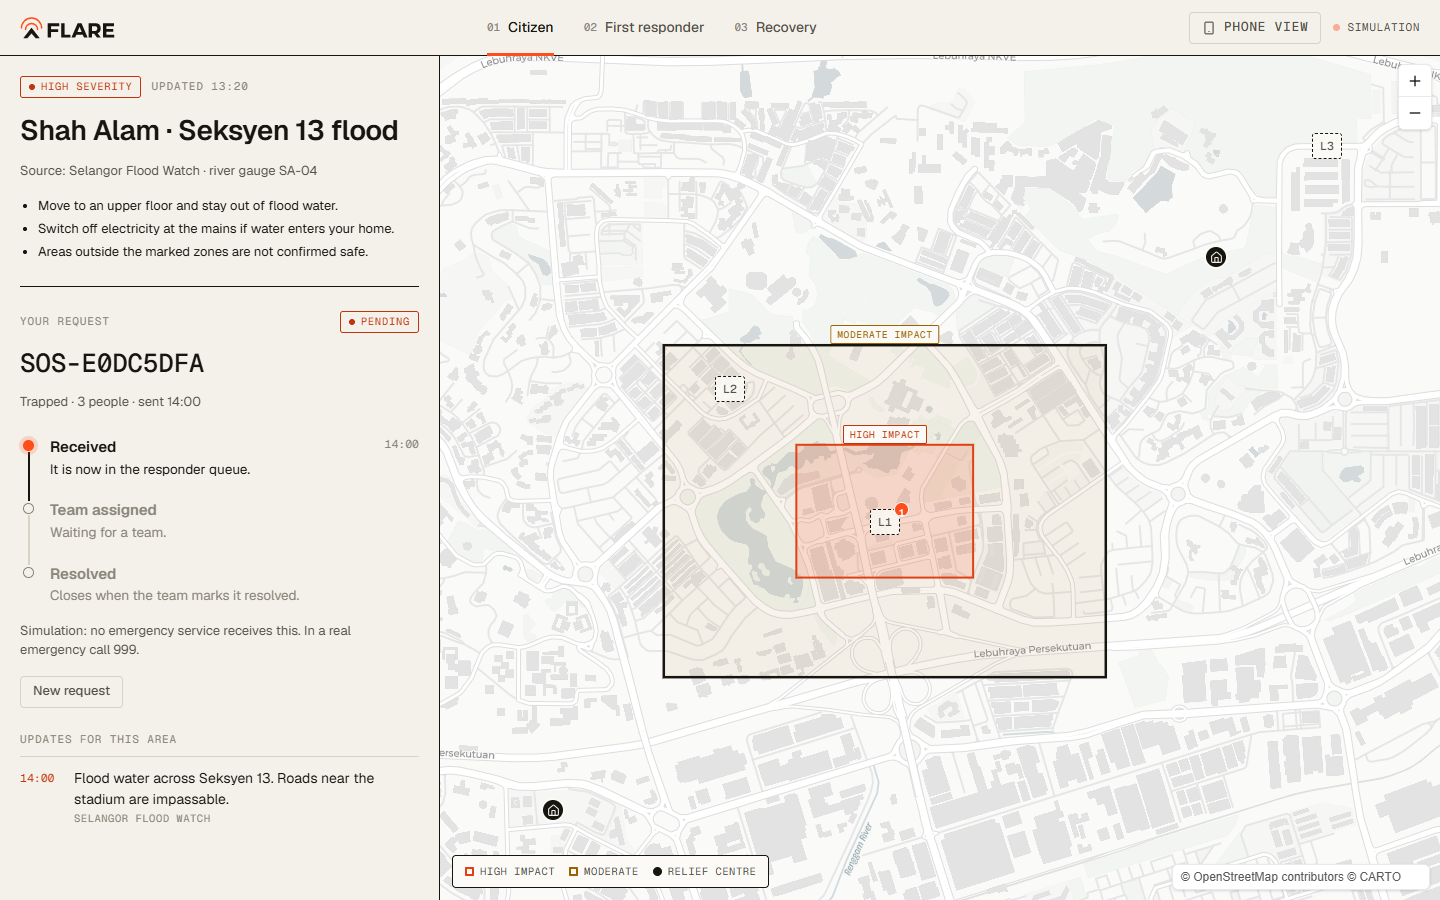 FLARE
01 Citizen
02 First responder
03 Recovery
PHONE VIEW
SIMULATION
HIGH SEVERITY
UPDATED 13:20
Shah Alam · Seksyen 13 flood
Source: Selangor Flood Watch · river gauge SA-04
• Move to an upper floor and stay out of flood water.
• Switch off electricity at the mains if water enters your home.
• Areas outside the marked zones are not confirmed safe.
YOUR REQUEST
PENDING
SOS-E0DC5DFA
Trapped · 3 people · sent 14:00
Received
14:00
It is now in the responder queue.
Team assigned
Waiting for a team.
Resolved
Closes when the team marks it resolved.
Simulation: no emergency service receives this. In a real
emergency call 999.
New request
UPDATES FOR THIS AREA
14:00
Flood water across Seksyen 13. Roads near the
stadium are impassable.
SELANGOR FLOOD WATCH
Lebuhraya NKVE
Lebuhraya NKVE
+
−
L3
MODERATE IMPACT
L2
HIGH IMPACT
1
L1
Lebuhraya Persekutuan
ersekutuan
Renggam River
HIGH IMPACT
MODERATE
RELIEF CENTRE
© OpenStreetMap contributors © CARTO